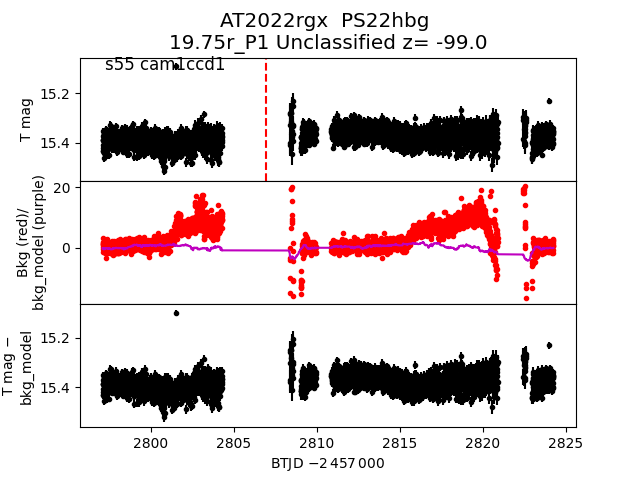 AT2022rgx PS22hbg
19.75r_P1 Unclassified z= -99.0
s55 cam1ccd1
T mag
15.2
15.4
Bkg (red)/
bkg_model (purple)
20
0
T mag −
bkg_model
15.2
15.4
2800 2805 2810 2815 2820 2825
BTJD −2 457 000